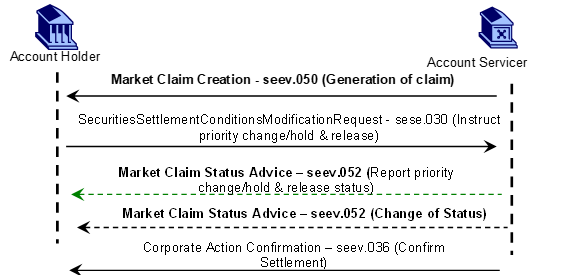 Account Holder
Account Servicer
Market Claim Creation - seev.050 (Generation of claim)
SecuritiesSettlementConditionsModificationRequest - sese.030 (Instruct
priority change/hold & release)
Market Claim Status Advice – seev.052 (Report priority
change/hold & release status)
Market Claim Status Advice – seev.052 (Change of Status)
Corporate Action Confirmation – seev.036 (Confirm
Settlement)